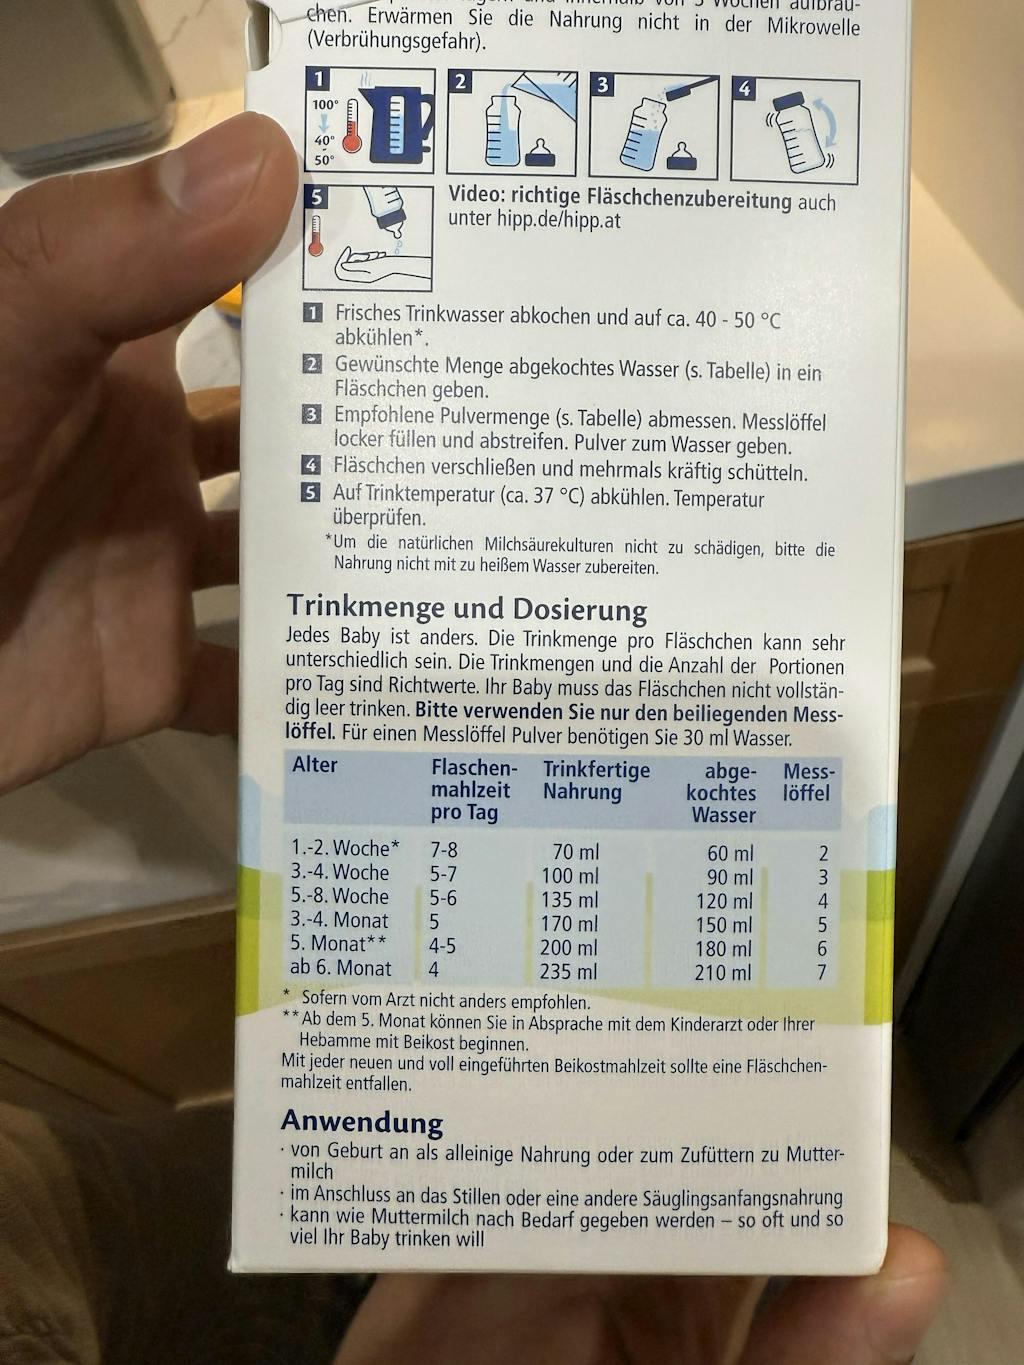 chen. Erwärmen Sie die Nahrung nicht in der Mikrowelle
(Verbrühungsgefahr).
1
100°
40°
-
50°
2
3
4
5
Video: richtige Fläschchenzubereitung auch
unter hipp.de/hipp.at
1 Frisches Trinkwasser abkochen und auf ca. 40 - 50 °C
abkühlen*.
2 Gewünschte Menge abgekochtes Wasser (s. Tabelle) in ein
Fläschchen geben.
3 Empfohlene Pulvermenge (s. Tabelle) abmessen. Messlöffel
locker füllen und abstreifen. Pulver zum Wasser geben.
4 Fläschchen verschließen und mehrmals kräftig schütteln.
5 Auf Trinktemperatur (ca. 37 °C) abkühlen. Temperatur
überprüfen.
*Um die natürlichen Milchsäurekulturen nicht zu schädigen, bitte die
Nahrung nicht mit zu heißem Wasser zubereiten.
Trinkmenge und Dosierung
Jedes Baby ist anders. Die Trinkmenge pro Fläschchen kann sehr
unterschiedlich sein. Die Trinkmengen und die Anzahl der Portionen
pro Tag sind Richtwerte. Ihr Baby muss das Fläschchen nicht vollstän-
dig leer trinken. Bitte verwenden Sie nur den beiliegenden Mess-
löffel. Für einen Messlöffel Pulver benötigen Sie 30 ml Wasser.
Alter Flaschen- Trinkfertige abge- Mess-
mahlzeit Nahrung kochtes löffel
pro Tag Wasser
1.-2. Woche* 7-8 70 ml 60 ml 2
3.-4. Woche 5-7 100 ml 90 ml 3
5.-8. Woche 5-6 135 ml 120 ml 4
3.-4. Monat 5 170 ml 150 ml 5
5. Monat** 4-5 200 ml 180 ml 6
ab 6. Monat 4 235 ml 210 ml 7
* Sofern vom Arzt nicht anders empfohlen.
** Ab dem 5. Monat können Sie in Absprache mit dem Kinderarzt oder Ihrer
Hebamme mit Beikost beginnen.
Mit jeder neuen und voll eingeführten Beikostmahlzeit sollte eine Fläschchen-
mahlzeit entfallen.
Anwendung
· von Geburt an als alleinige Nahrung oder zum Zufüttern zu Mutter-
milch
· im Anschluss an das Stillen oder eine andere Säuglingsanfangsnahrung
· kann wie Muttermilch nach Bedarf gegeben werden – so oft und so
viel Ihr Baby trinken will